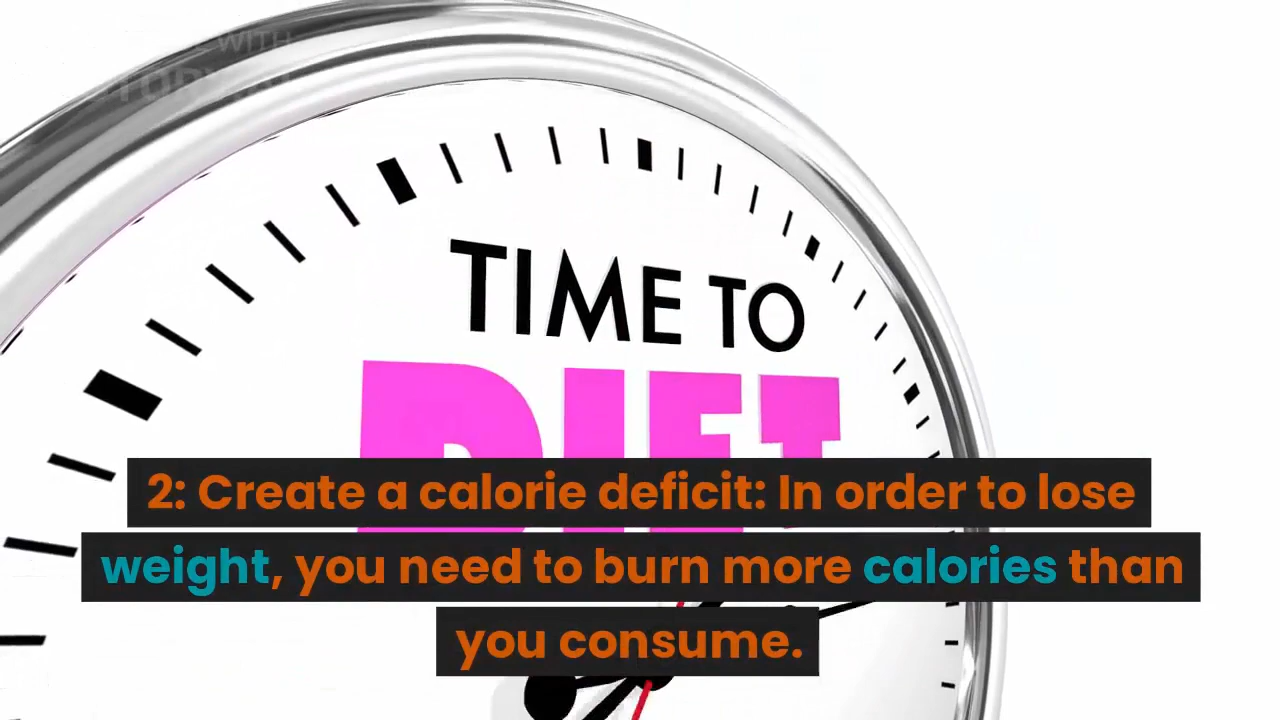 TIME TO
DIET
2: Create a calorie deficit: In order to lose
weight, you need to burn more calories than
you consume.